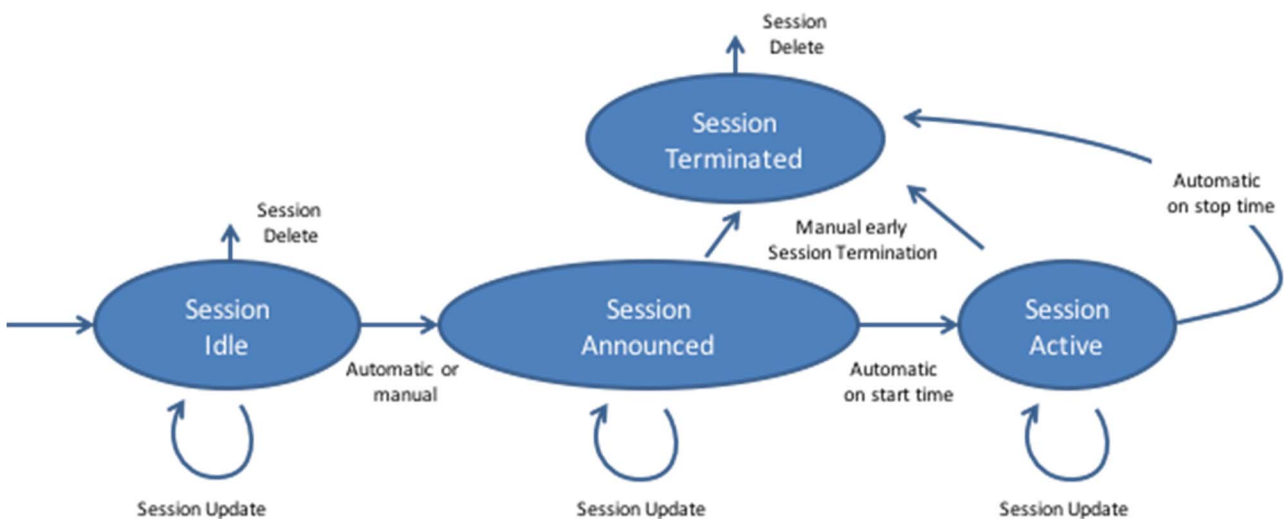 Session
Delete
Session
Terminated
Automatic
on stop time
Session
Delete
Manual early
Session Termination
Session
Idle
Session
Announced
Session
Active
Automatic or
manual
Automatic
on start time
Session Update
Session Update
Session Update